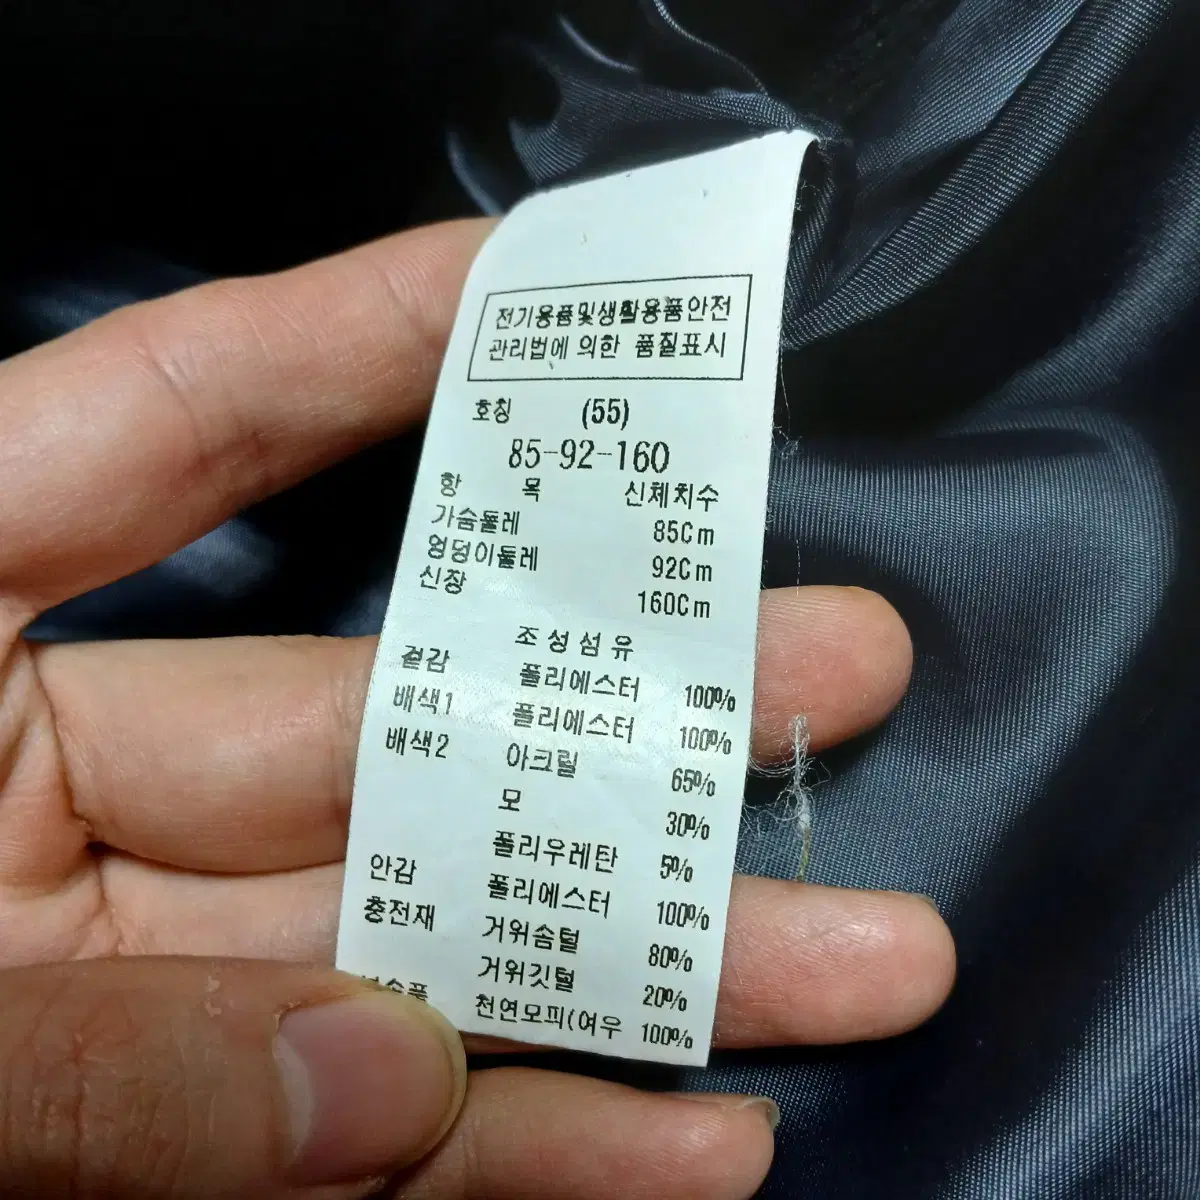 전기용품및생활용품안전
관리법에 의한 품질표시
호칭 (55)
85-92-160
항 목 신체치수
가슴둘레 85Cm
엉덩이둘레 92Cm
신장 160Cm
조성섬유
겉감 폴리에스터 100%
배색1 폴리에스터 100%
배색2 아크릴 65%
모 30%
폴리우레탄 5%
안감 폴리에스터 100%
충전재 거위솜털 80%
거위깃털 20%
천연모피(여우 100%